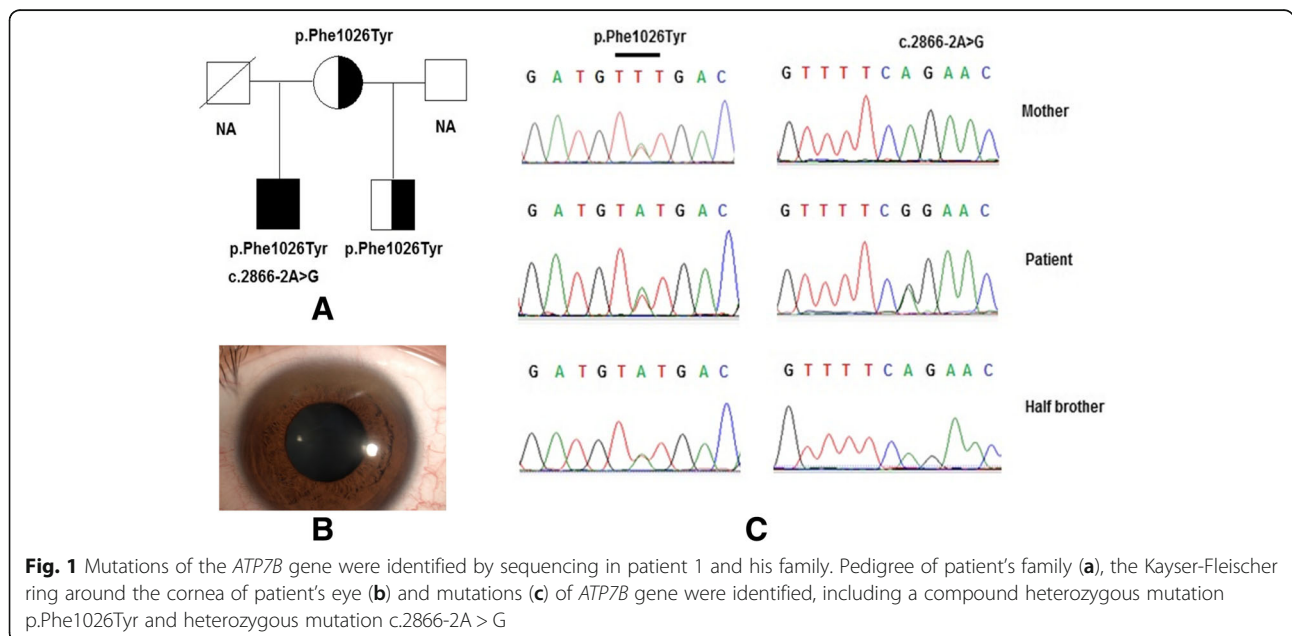 p.Phe1026Tyr
NA
NA
p.Phe1026Tyr
c.2866-2A>G
p.Phe1026Tyr
A
B
p.Phe1026Tyr
c.2866-2A>G
G A T G T T T G A C
G T T T T C A G A A C
Mother
G A T G T A T G A C
G T T T T C G G A A C
Patient
G A T G T A T G A C
G T T T T C A G A A C
Half brother
C
Fig. 1 Mutations of the ATP7B gene were identified by sequencing in patient 1 and his family. Pedigree of patient's family (a), the Kayser-Fleischer
ring around the cornea of patient's eye (b) and mutations (c) of ATP7B gene were identified, including a compound heterozygous mutation
p.Phe1026Tyr and heterozygous mutation c.2866-2A > G